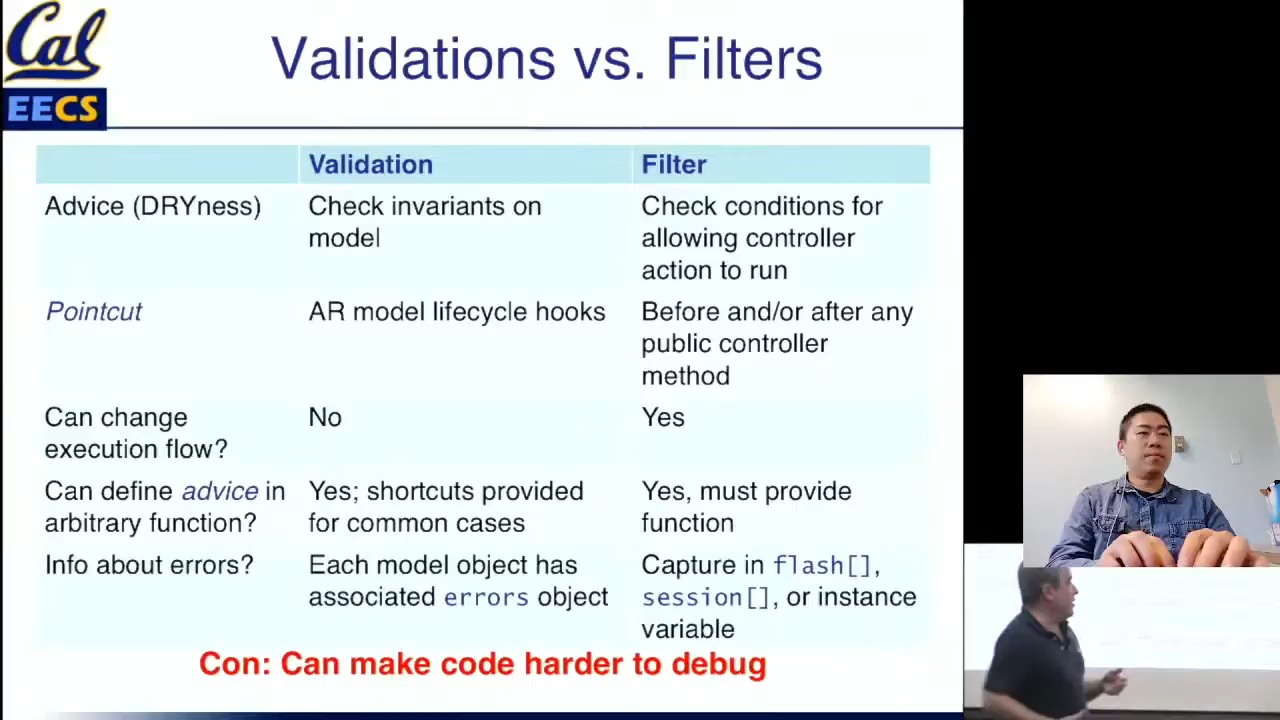 Cal
EECS
Validations vs. Filters
Validation
Filter
Advice (DRYness)
Check invariants on
model
Check conditions for
allowing controller
action to run
Pointcut
AR model lifecycle hooks
Before and/or after any
public controller
method
Can change
execution flow?
No
Yes
Can define advice in
arbitrary function?
Yes; shortcuts provided
for common cases
Yes, must provide
function
Info about errors?
Each model object has
associated errors object
Capture in flash[],
session[], or instance
variable
Con: Can make code harder to debug